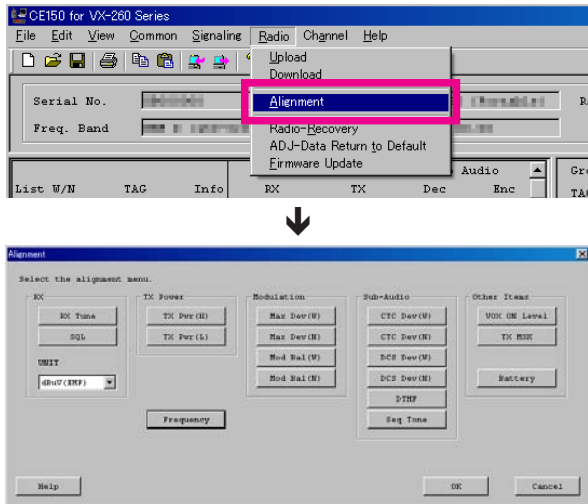 CE150 for VX-260 Series
File Edit View Common Signaling Radio Channel Help
Upload
Download
Alignment
Radio-Recovery
ADJ-Data Return to Default
Firmware Update
Serial No.
Freq. Band
Audio
List W/N TAG Info RX TX Dec Enc
Alignment
Select the alignment menu.
RX TX Power Modulation Sub-Audio Other Items
RX Tune TX Pwr(H) Max Dev(W) CTC Dev(W) VOX ON Level
SQL TX Pwr(L) Max Dev(N) CTC Dev(N) TX MSK
UNIT Mod Bal(W) DCS Dev(W)
dBuV(EMF) Mod Bal(N) DCS Dev(N) Battery
DTMF
Frequency Seq Tone
Help OK Cancel